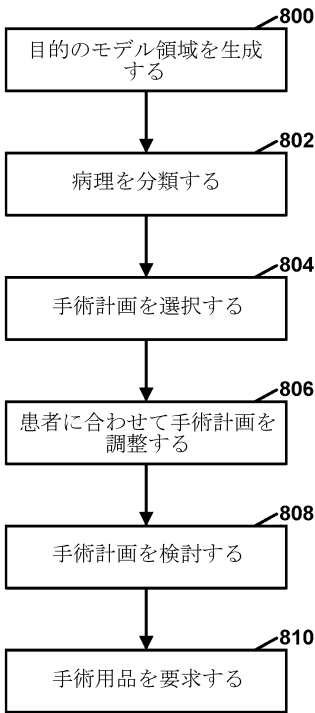 800
目的のモデル領域を生成
する
802
病理を分類する
804
手術計画を選択する
806
患者に合わせて手術計画を
調整する
808
手術計画を検討する
810
手術用品を要求する